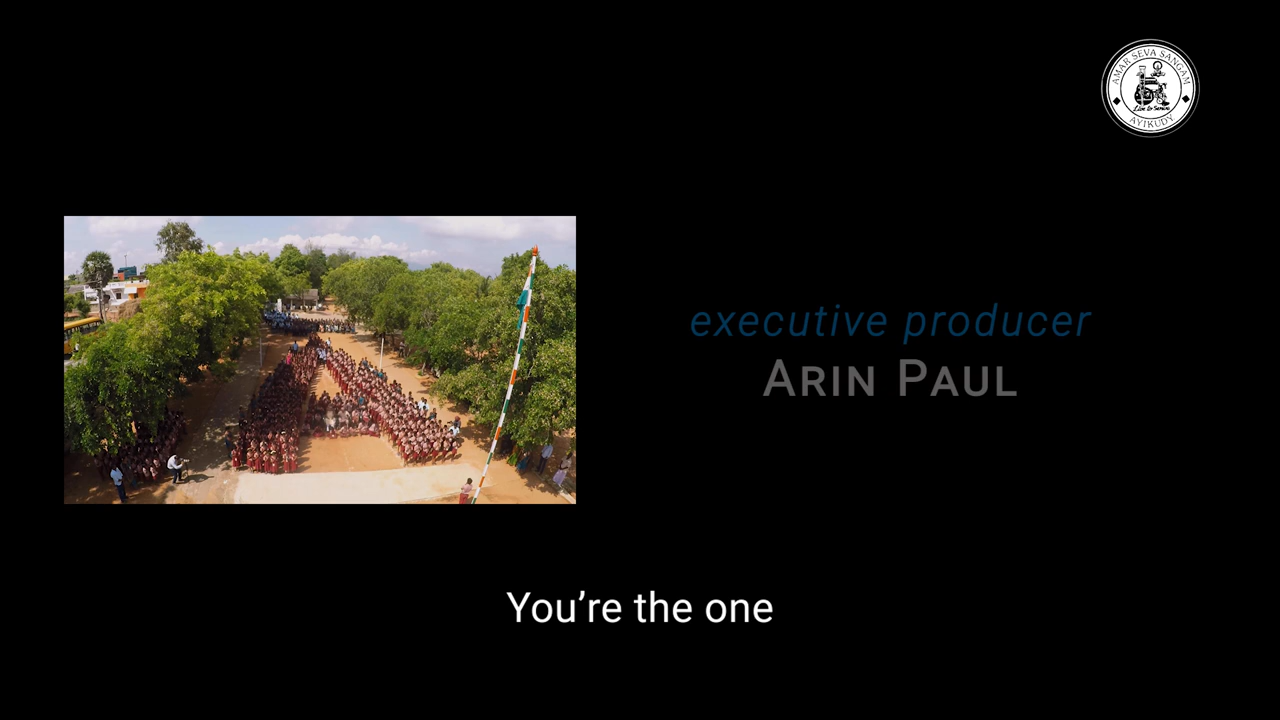 AMAR SEVA SANGAM
Live to Serve
AYIKUDY
executive producer
ARIN PAUL
You're the one